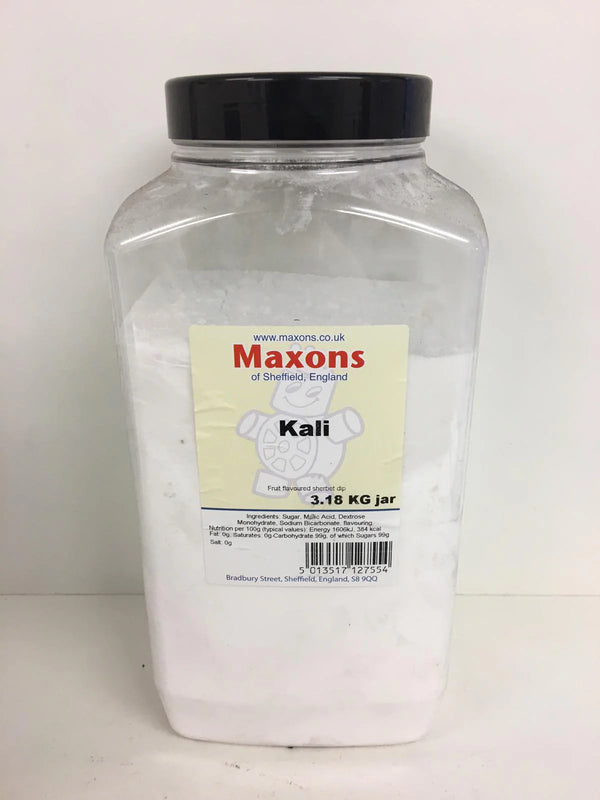 www.maxons.co.uk
Maxons
of Sheffield, England
Kali
Fruit flavoured sherbet dip
3.18 KG jar
Ingredients: Sugar, Malic Acid, Dextrose
Monohydrate, Sodium Bicarbonate, flavouring.
Nutrition per 100g (typical values): Energy 1606kJ, 384 kcal
Fat: 0g, Saturates: 0g Carbohydrate 99g, of which Sugars 99g
Salt: 0g
5 013517 127554
Bradbury Street, Sheffield, England, S8 9QQ